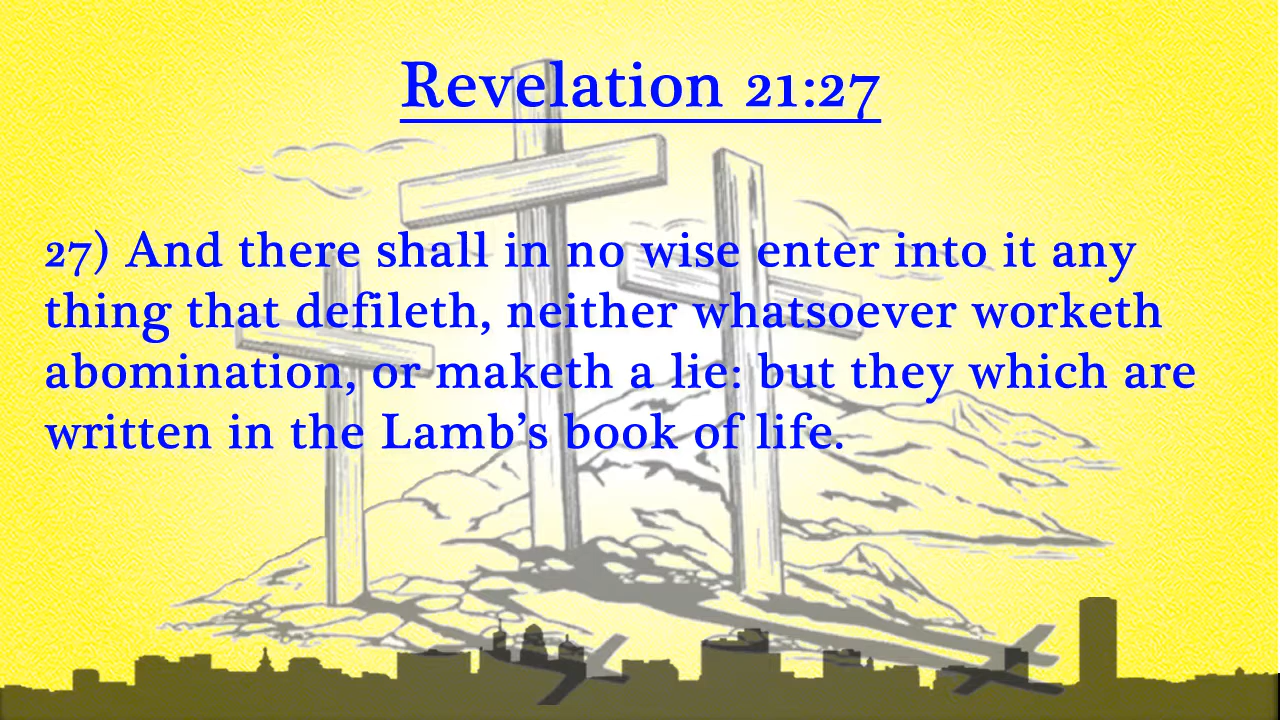 Revelation 21:27
27) And there shall in no wise enter into it any
thing that defileth, neither whatsoever worketh
abomination, or maketh a lie: but they which are
written in the Lamb’s book of life.